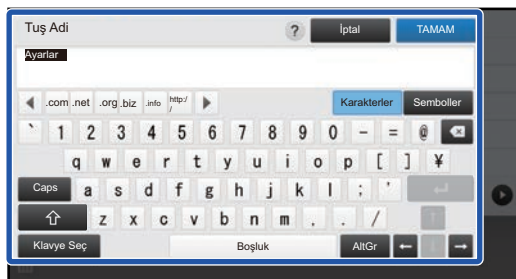 Tuş Adi
? İptal TAMAM
Ayarlar
.com .net .org .biz .info http:/
/
Karakterler Semboller
` 1 2 3 4 5 6 7 8 9 0 - = @
q w e r t y u i o p [ ] ¥
Caps a s d f g h j k l ; '
z x c v b n m , . /
Klavye Seç Boşluk AltGr